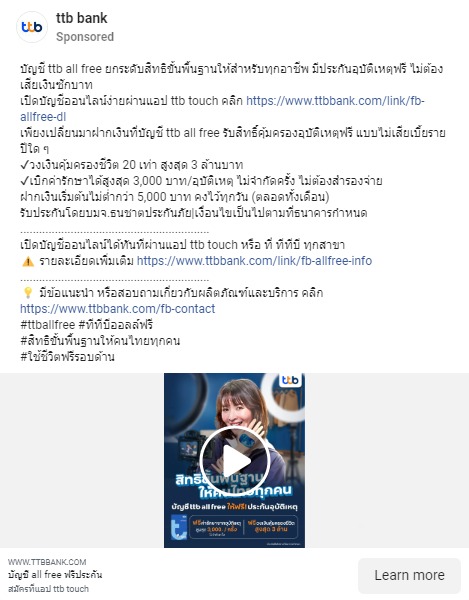 ttb bank
Sponsored
บัญชี ttb all free ยกระดับสิทธิขั้นพื้นฐานให้สำหรับทุกอาชีพ มีประกันอุบัติเหตุฟรี ไม่ต้อง
เสียเงินซักบาท
เปิดบัญชีออนไลน์ง่ายผ่านแอป ttb touch คลิก https://www.ttbbank.com/link/fb-
allfree-dl
เพียงเปลี่ยนมาฝากเงินที่บัญชี ttb all free รับสิทธิ์คุ้มครองอุบัติเหตุฟรี แบบไม่เสียเบี้ยราย
ปีใด ๆ
✓วงเงินคุ้มครองชีวิต 20 เท่า สูงสุด 3 ล้านบาท
✓เบิกค่ารักษาได้สูงสุด 3,000 บาท/อุบัติเหตุ ไม่จำกัดครั้ง ไม่ต้องสำรองจ่าย
ฝากเงินเริ่มต้นไม่ต่ำกว่า 5,000 บาท คงไว้ทุกวัน (ตลอดทั้งเดือน)
รับประกันโดยบมจ.ธนชาตประกันภัย|เงื่อนไขเป็นไปตามที่ธนาคารกำหนด
......................................................
เปิดบัญชีออนไลน์ได้ทันทีผ่านแอป ttb touch หรือ ที่ ทีทีบี ทุกสาขา
⚠️ รายละเอียดเพิ่มเติม https://www.ttbbank.com/link/fb-allfree-info
......................................................
💡 มีข้อแนะนำ หรือสอบถามเกี่ยวกับผลิตภัณฑ์และบริการ คลิก
https://www.ttbbank.com/fb-contact
#ttballfree #ทีทีบีออลล์ฟรี
#สิทธิขั้นพื้นฐานให้คนไทยทุกคน
#ใช้ชีวิตฟรีรอบด้าน
ttb
สิทธิขั้นพื้นฐาน
ให้คนไทยทุกคน
บัญชี ttb all free ให้ฟรี! ประกันอุบัติเหตุ
ฟรีค่ารักษาอุบัติเหตุ
สูงสุด 3,000.- / ครั้ง
ฟรีวงเงินคุ้มครองชีวิต
สูงสุด 3 ล้าน
WWW.TTBBANK.COM
บัญชี all free ฟรีประกัน
สมัครที่แอป ttb touch
Learn more